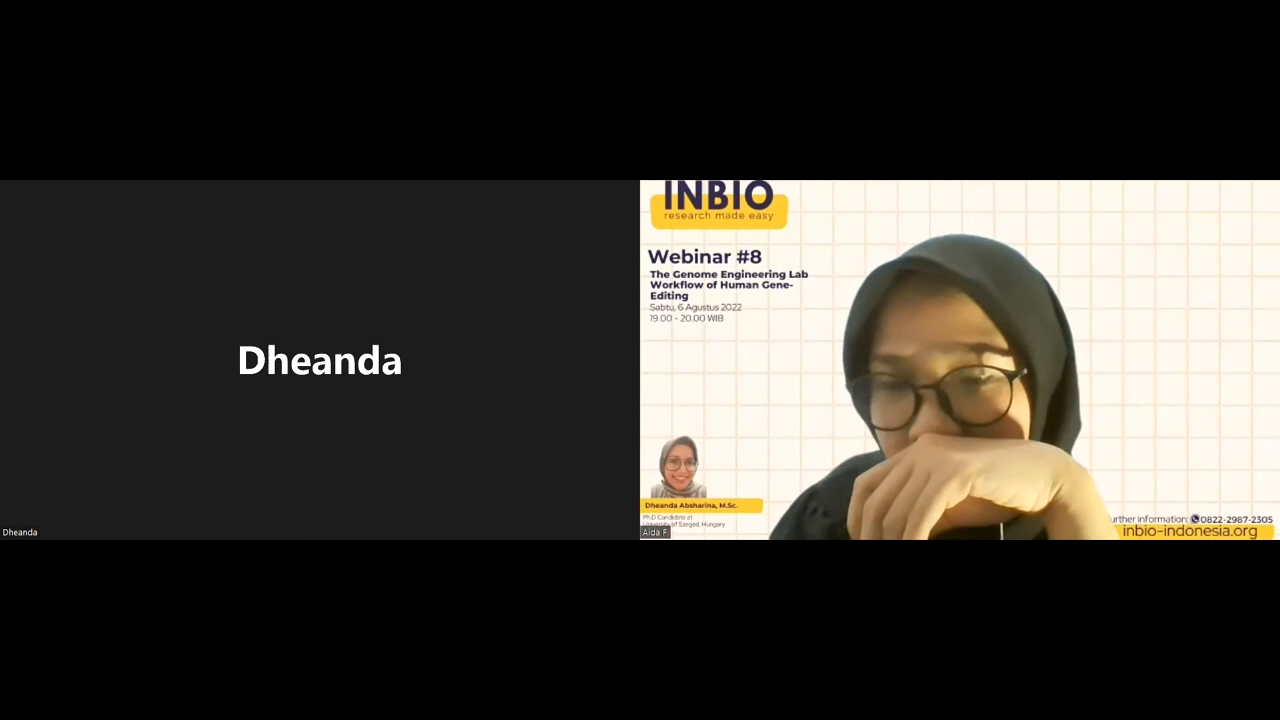 Dheanda
Dheanda
INBIO
research made easy
Webinar #8
The Genome Engineering Lab
Workflow of Human Gene-
Editing
Sabtu, 6 Agustus 2022
19.00 - 20.00 WIB
Dheanda Absharina, M.Sc.
Ph.D Candidate at
University of Szeged, Hungary
Aida F.
urther information: 0822-2987-2305
inbio-indonesia.org